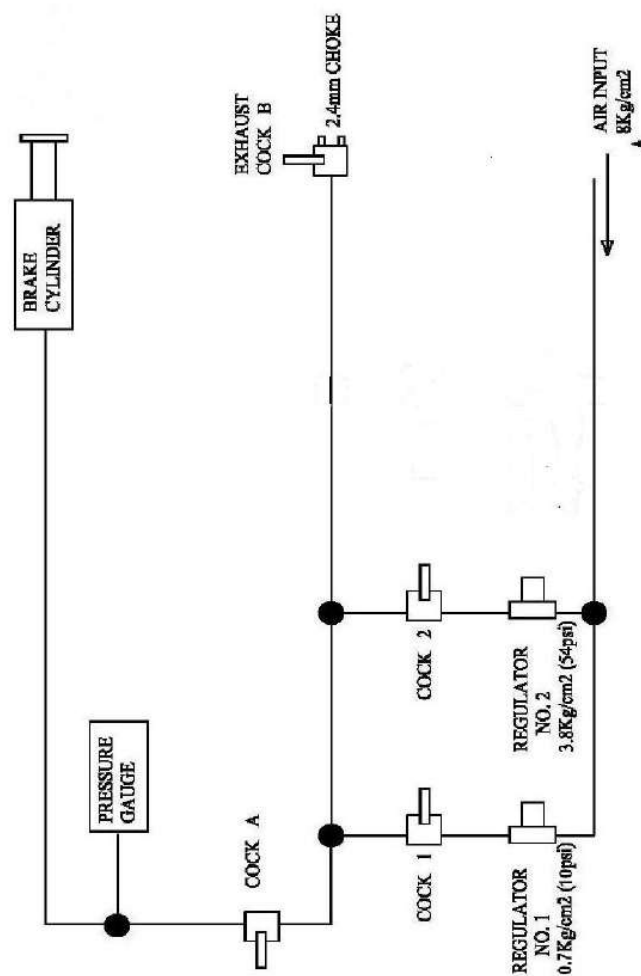 BRAKE
CYLINDER
PRESSURE
GAUGE
EXHAUST
COCK B
2.4mm CHOKE
COCK A
COCK 1
COCK 2
REGULATOR
NO. 1
0.7Kg/cm2 (10psi)
REGULATOR
NO. 2
3.8Kg/cm2 (54psi)
AIR INPUT
8Kg/cm2